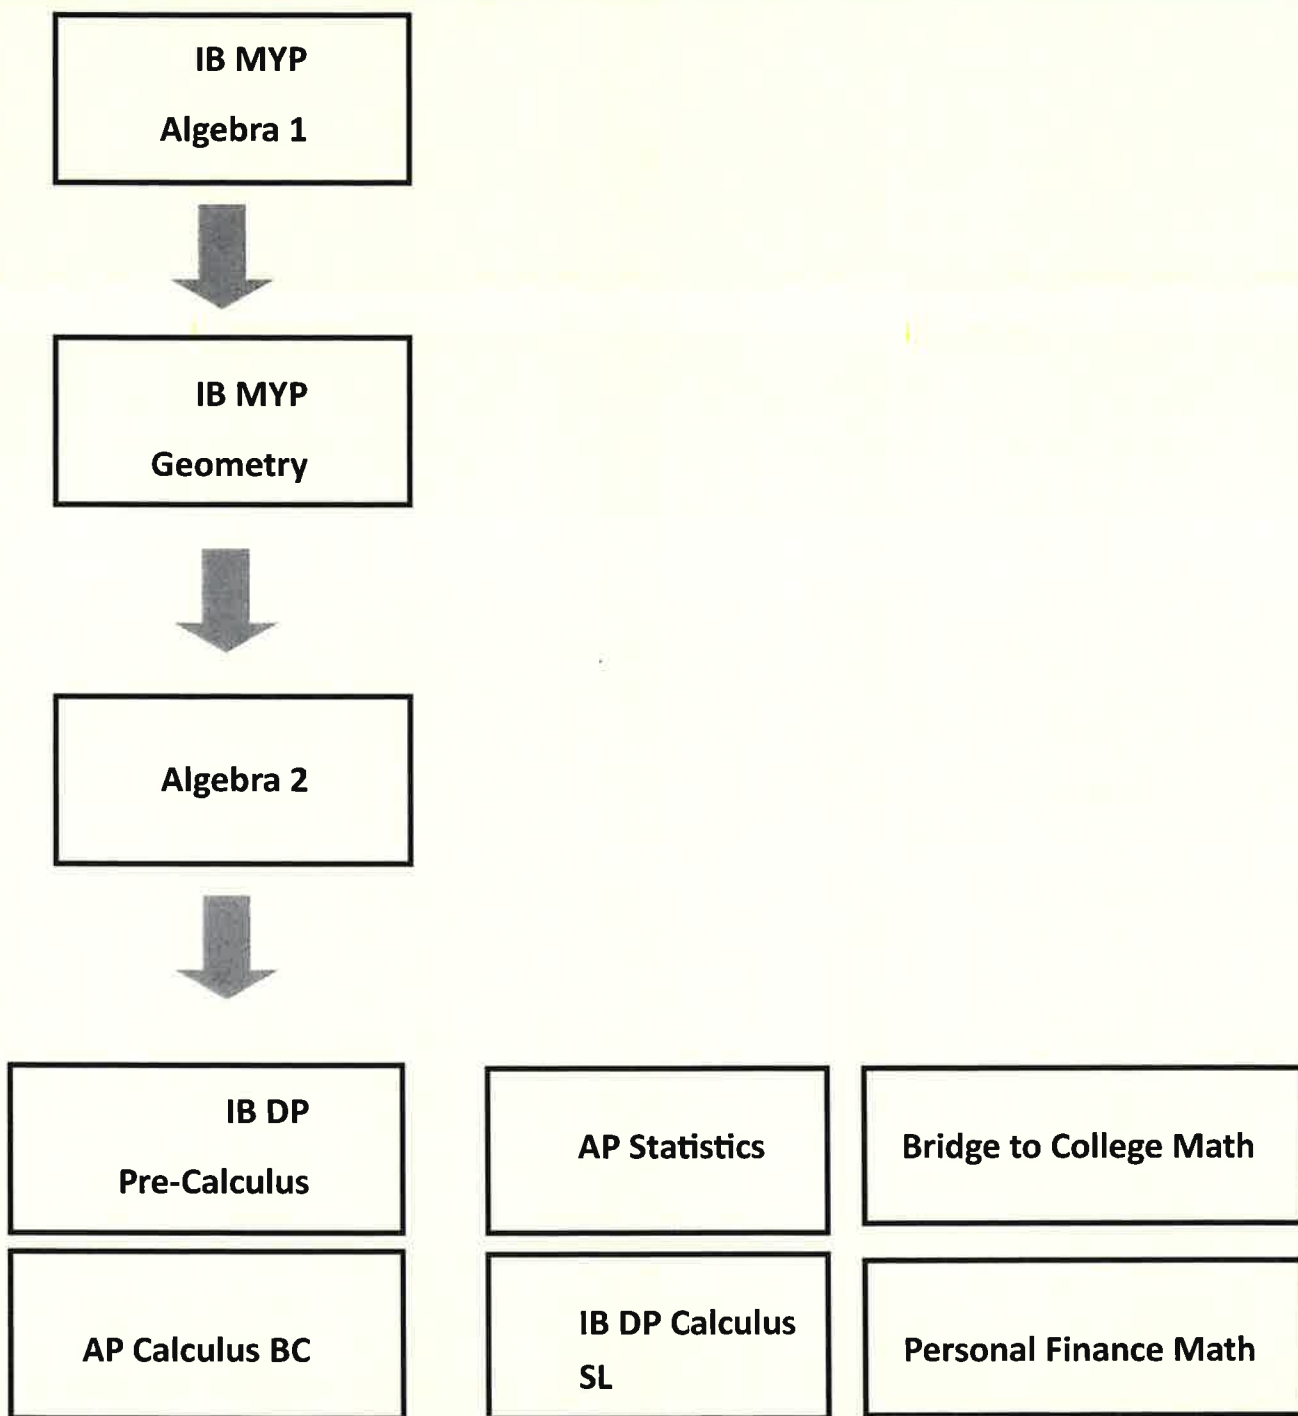 IB MYP
Algebra 1
IB MYP
Geometry
Algebra 2
IB DP
Pre-Calculus
AP Statistics
Bridge to College Math
AP Calculus BC
IB DP Calculus
SL
Personal Finance Math